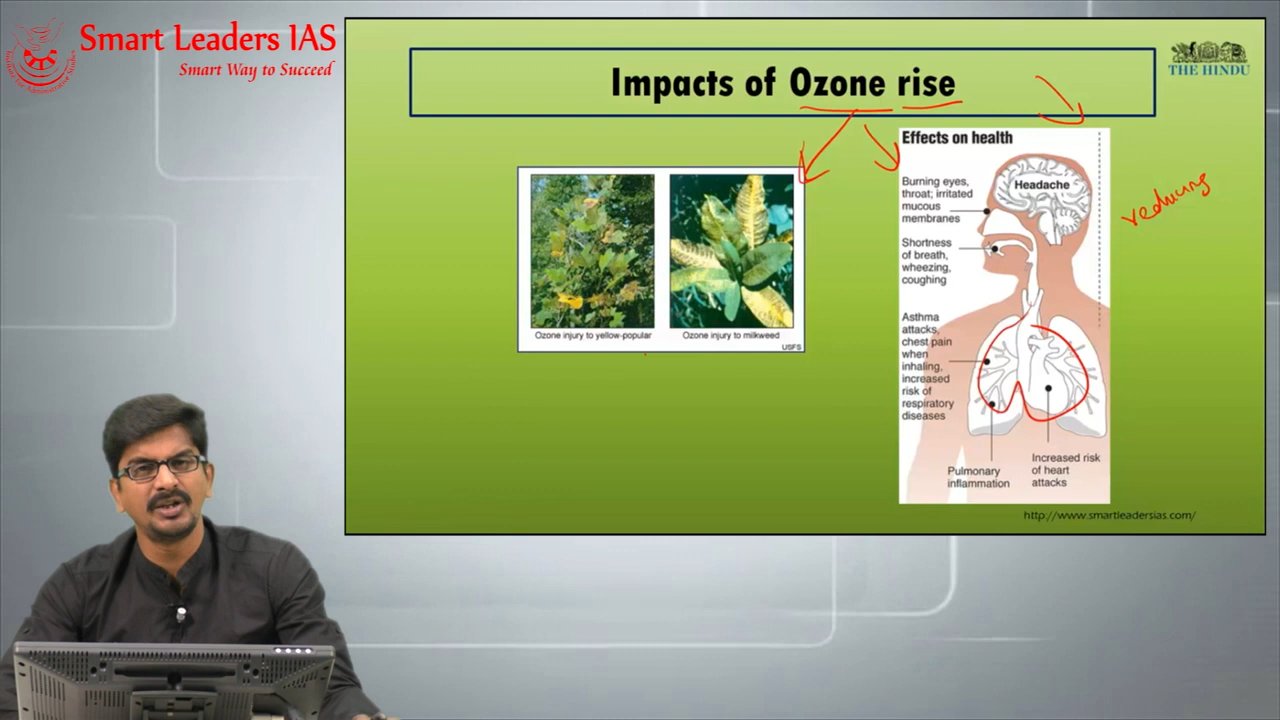 Smart Leaders IAS
Smart Way to Succeed
Impacts of Ozone rise
THE HINDU
Ozone injury to yellow-popular
Ozone injury to milkweed
USFS
Effects on health
Headache
Burning eyes,
throat; irritated
mucous
membranes
Shortness
of breath,
wheezing,
coughing
Asthma
attacks,
chest pain
when
inhaling,
increased
risk of
respiratory
diseases
Pulmonary
inflammation
Increased risk
of heart
attacks
reducing
http://www.smartleadersias.com/